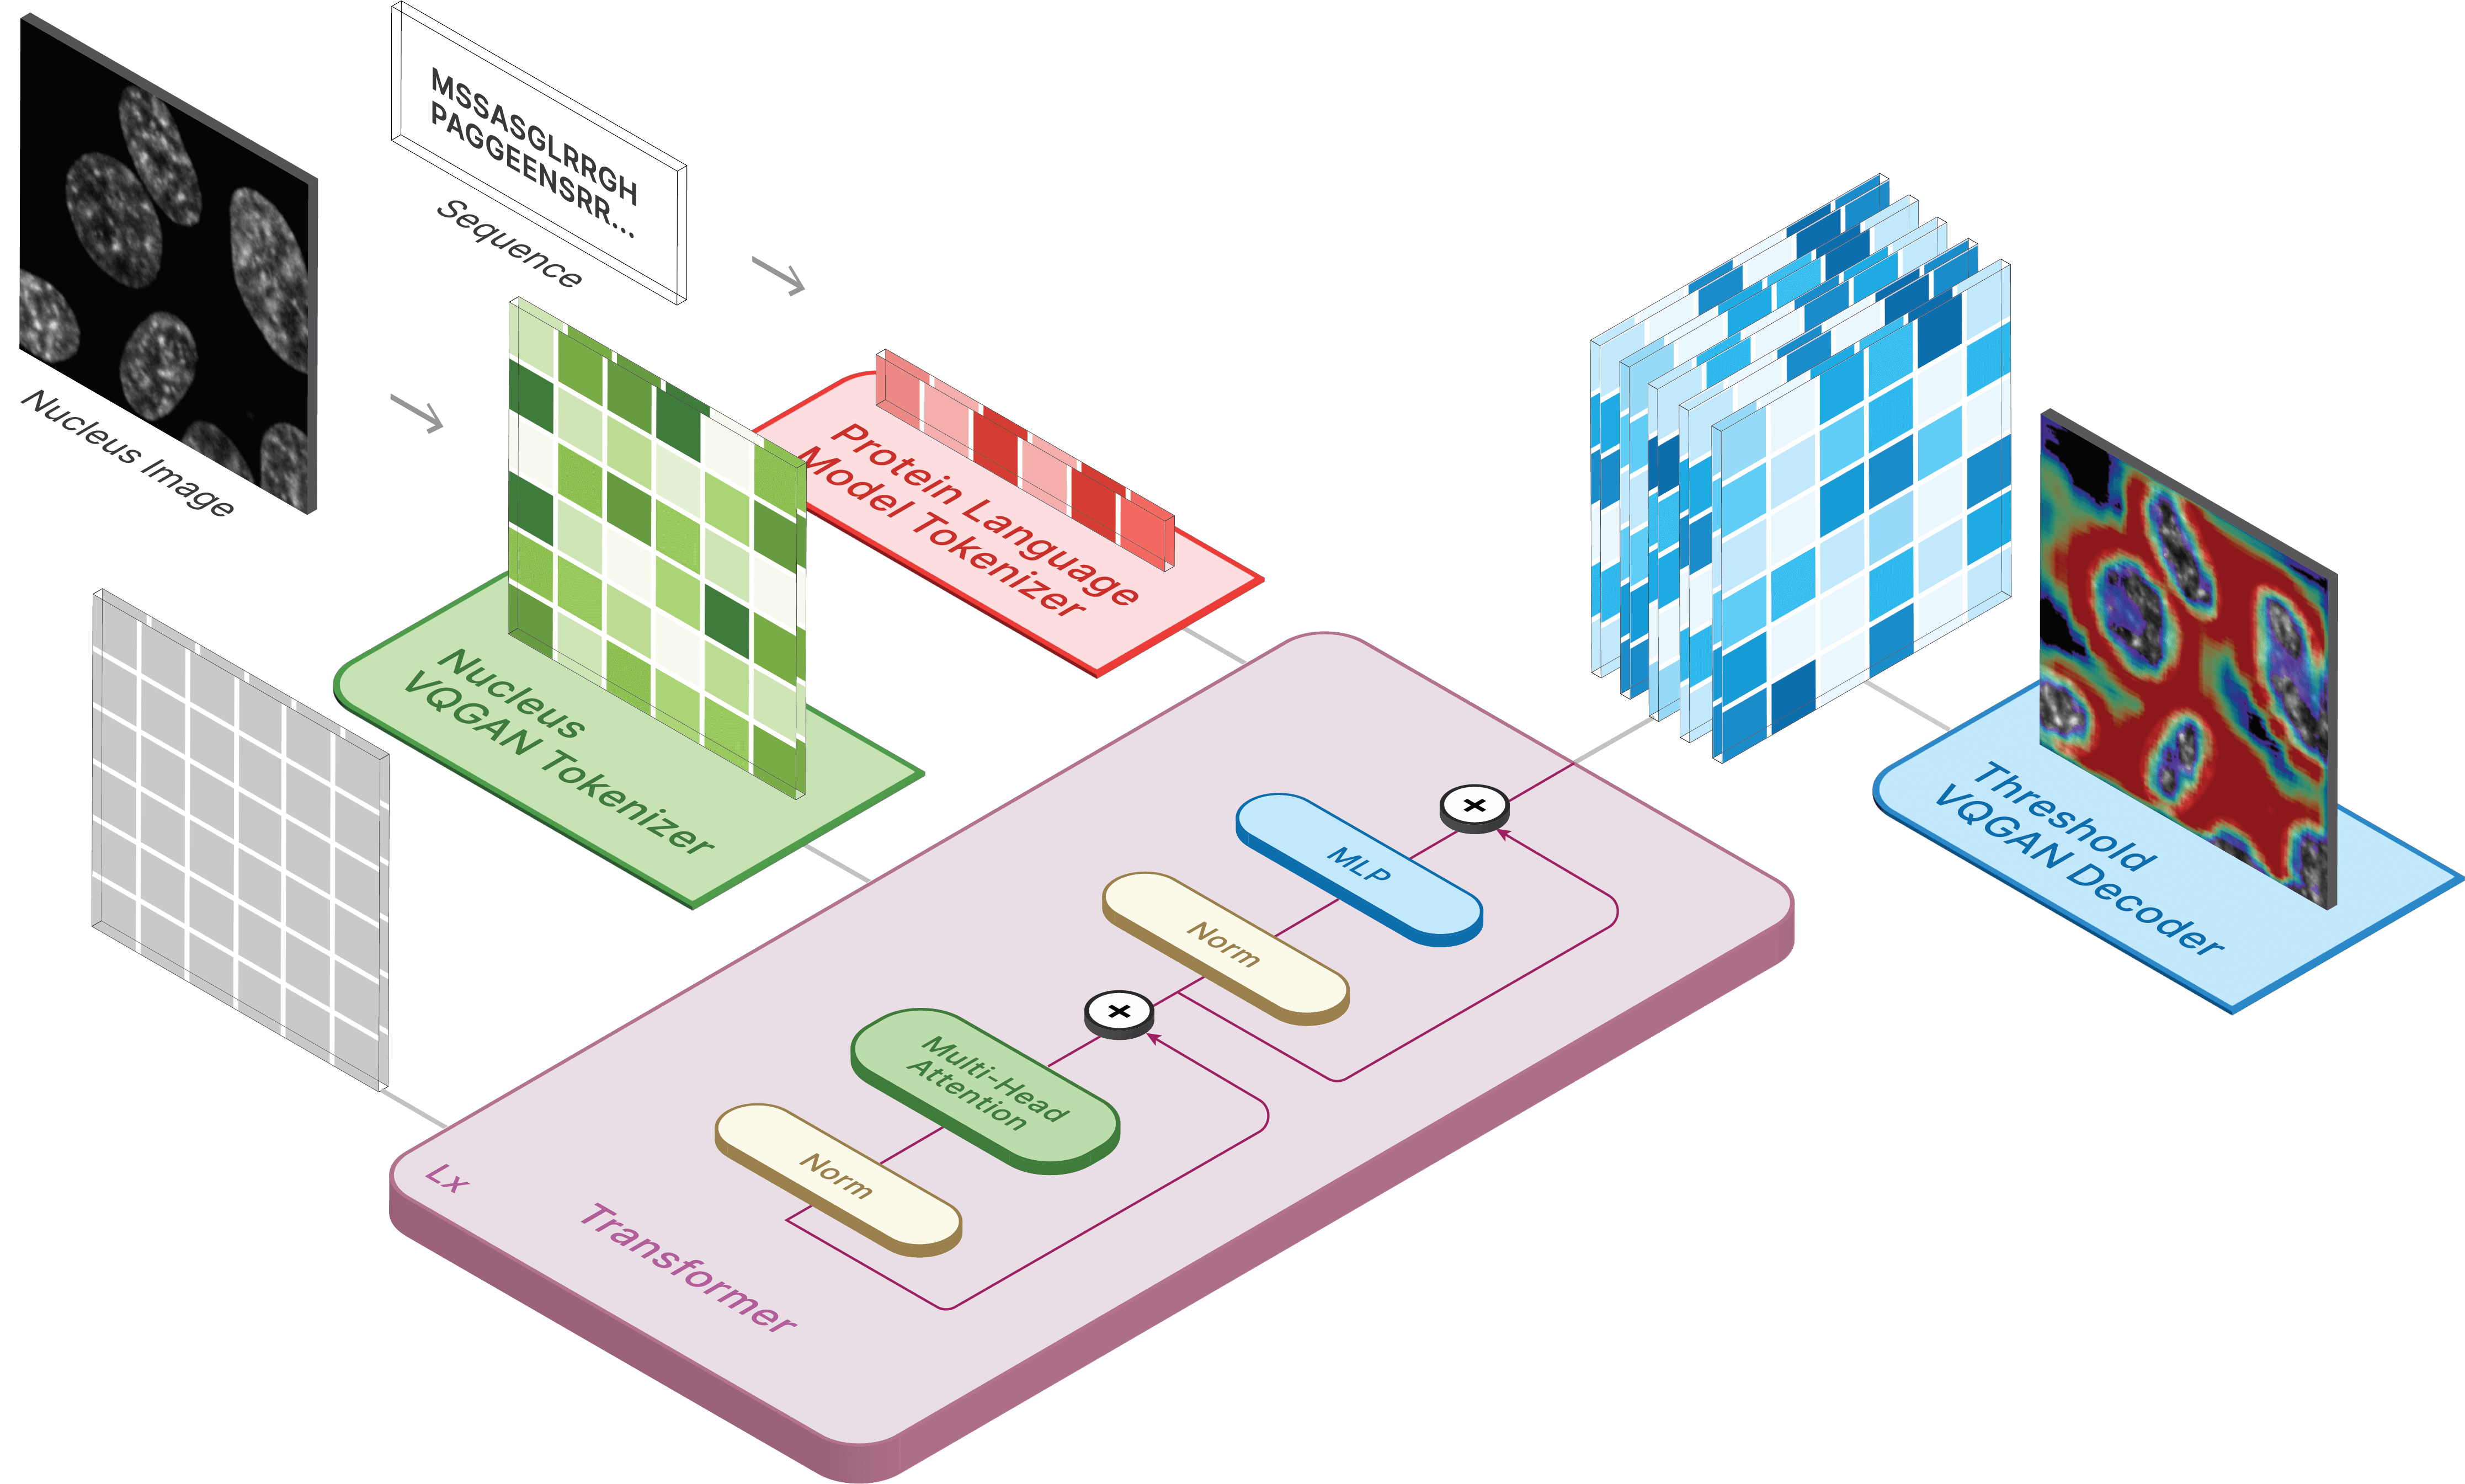 MSSASGLRRGH
PAGGEENSRR...
Sequence
Nucleus Image
Protein Language
Model Tokenizer
Nucleus
VQGAN Tokenizer
Threshold
VQGAN Decoder
MLP
Norm
Multi-Head
Attention
Norm
Lx
Transformer